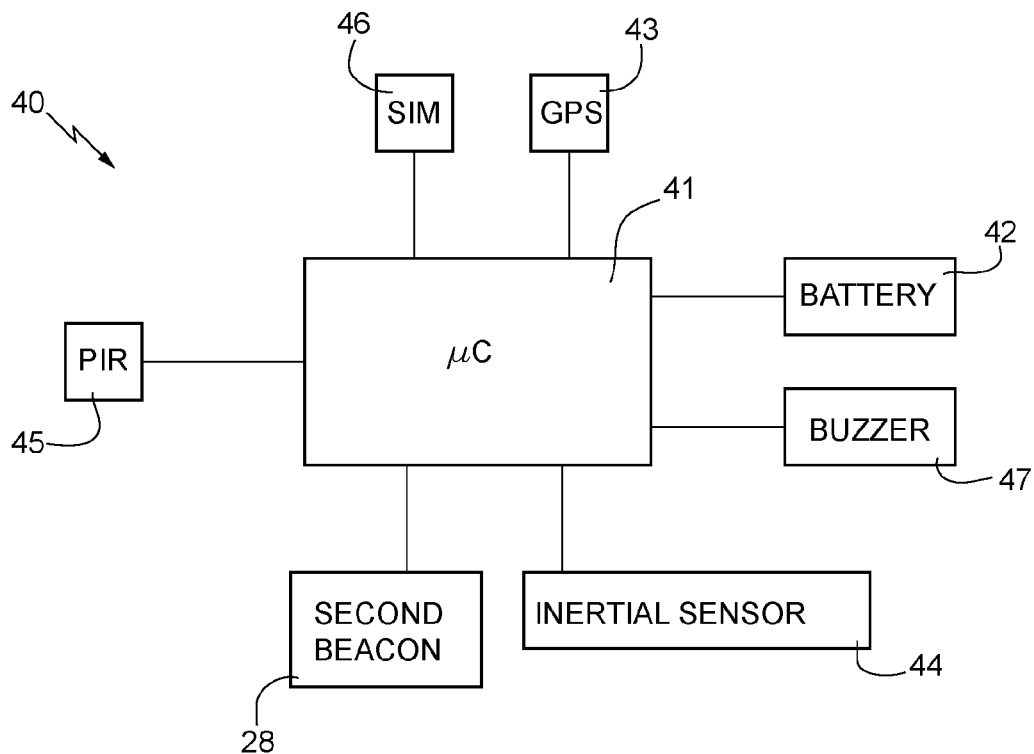 46
43
40
SIM
GPS
41
42
BATTERY
PIR
μC
45
BUZZER
47
SECOND
BEACON
INERTIAL SENSOR
44
28